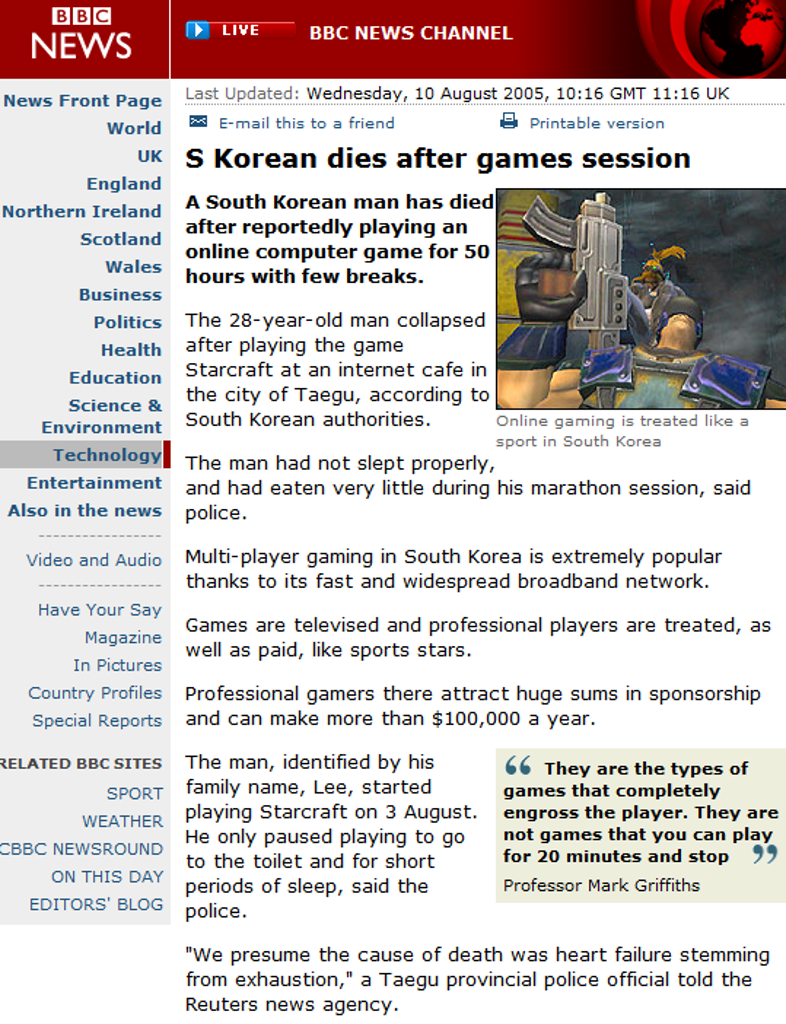 BBC
NEWS
LIVE
BBC NEWS CHANNEL
News Front Page
World
UK
England
Northern Ireland
Scotland
Wales
Business
Politics
Health
Education
Science &
Environment
Technology
Entertainment
Also in the news
-----------------
Video and Audio
-----------------
Have Your Say
Magazine
In Pictures
Country Profiles
Special Reports
RELATED BBC SITES
SPORT
WEATHER
CBBC NEWSROUND
ON THIS DAY
EDITORS' BLOG
Last Updated: Wednesday, 10 August 2005, 10:16 GMT 11:16 UK
E-mail this to a friend
Printable version
S Korean dies after games session
A South Korean man has died
after reportedly playing an
online computer game for 50
hours with few breaks.
The 28-year-old man collapsed
after playing the game
Starcraft at an internet cafe in
the city of Taegu, according to
South Korean authorities.
Online gaming is treated like a
sport in South Korea
The man had not slept properly,
and had eaten very little during his marathon session, said
police.
Multi-player gaming in South Korea is extremely popular
thanks to its fast and widespread broadband network.
Games are televised and professional players are treated, as
well as paid, like sports stars.
Professional gamers there attract huge sums in sponsorship
and can make more than $100,000 a year.
The man, identified by his
family name, Lee, started
playing Starcraft on 3 August.
He only paused playing to go
to the toilet and for short
periods of sleep, said the
police.
“ They are the types of
games that completely
engross the player. They are
not games that you can play
for 20 minutes and stop ”
Professor Mark Griffiths
"We presume the cause of death was heart failure stemming
from exhaustion," a Taegu provincial police official told the
Reuters news agency.